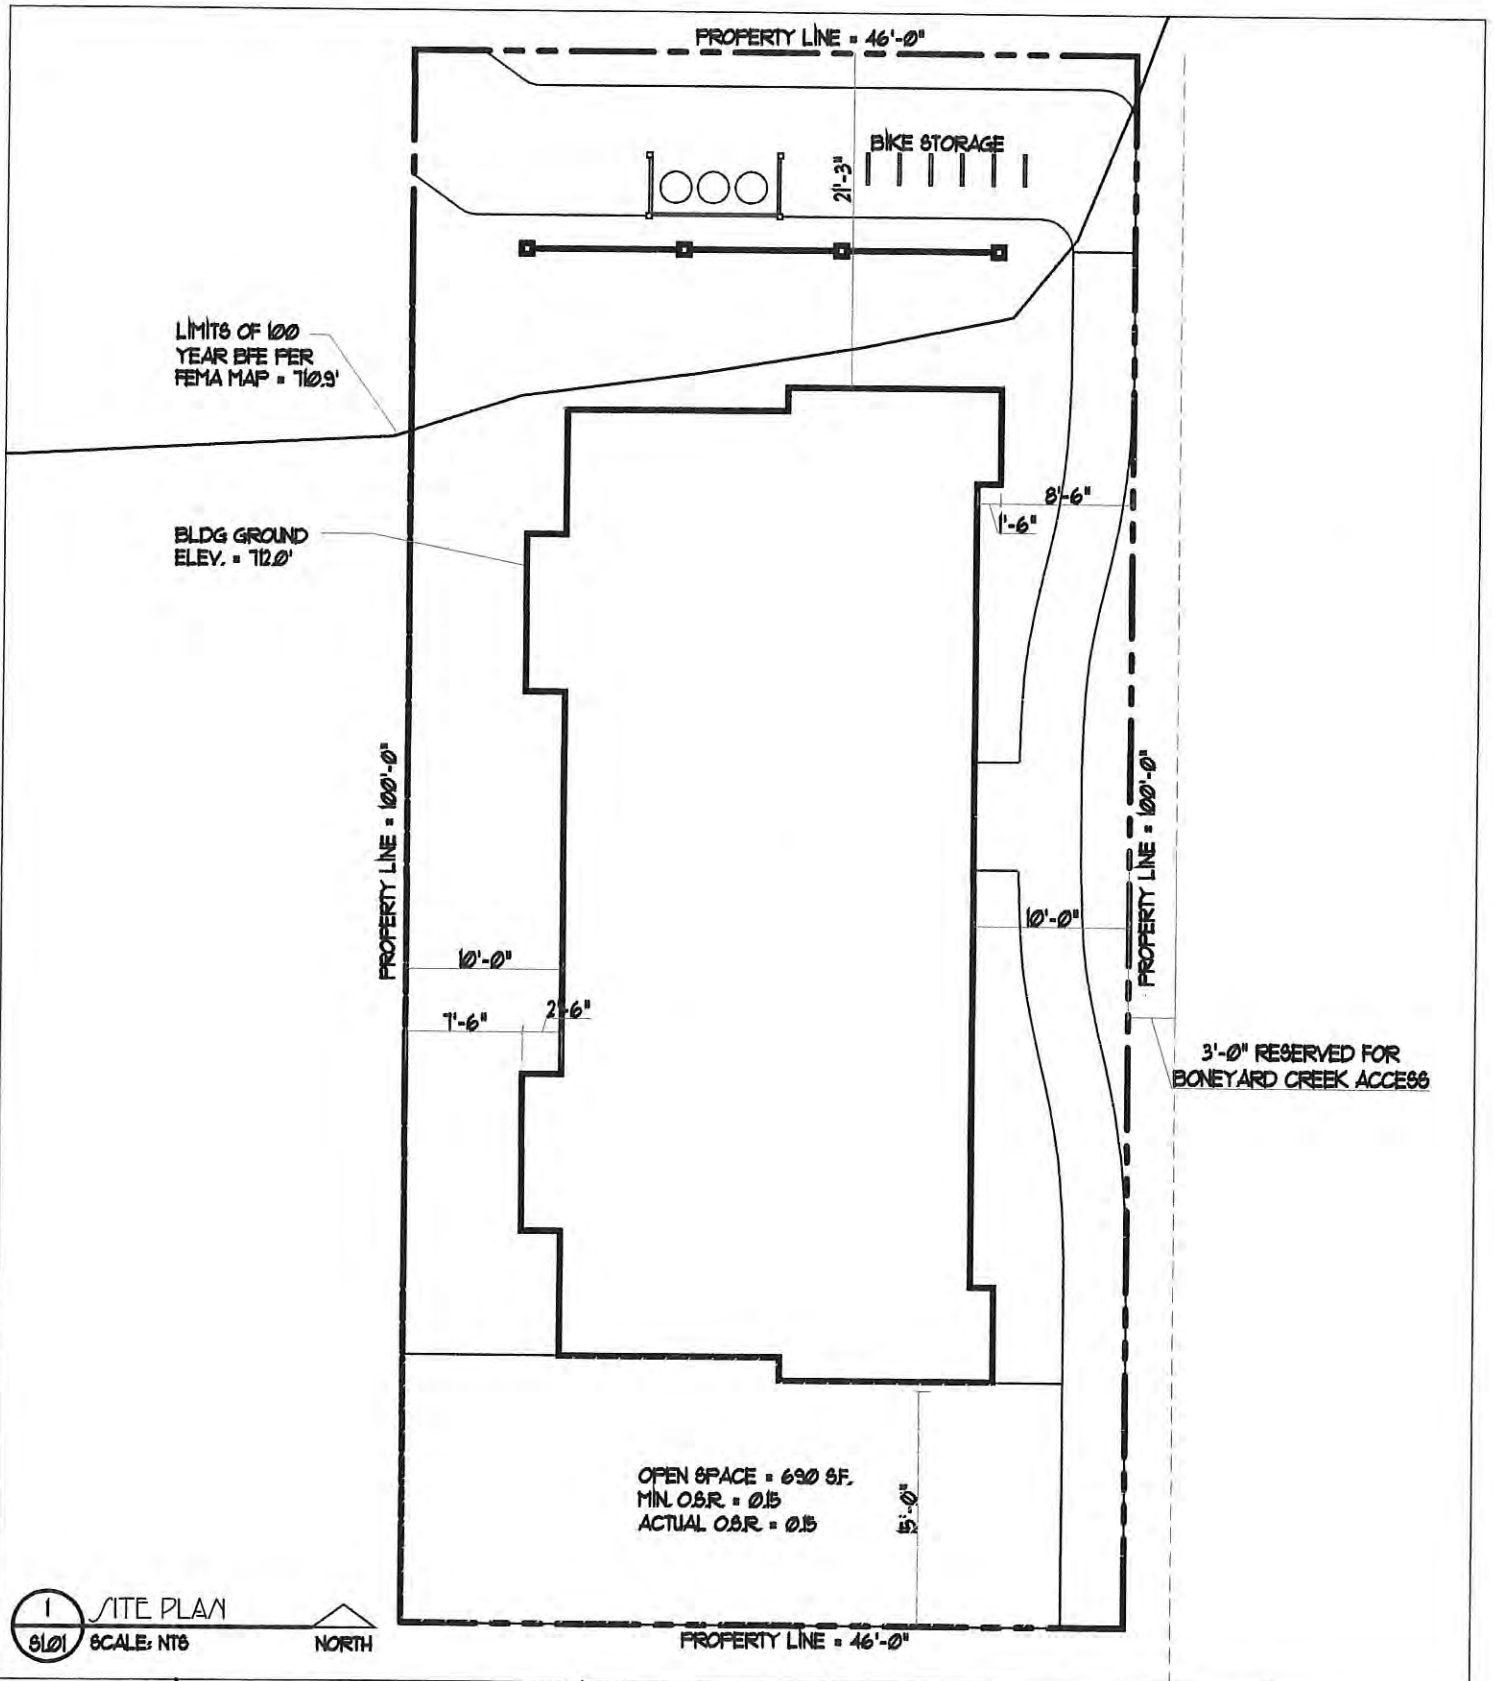 PROPERTY LINE = 46'-0"
BIKE STORAGE
21'-3"
LIMITS OF 100
YEAR BFE PER
FEMA MAP = 710.9'
8'-6"
1'-6"
BLDG GROUND
ELEV. = 712.0'
PROPERTY LINE = 100'-0"
PROPERTY LINE = 100'-0"
10'-0"
10'-0"
7'-6"
2'-6"
3'-0" RESERVED FOR
BONEYARD CREEK ACCESS
OPEN SPACE = 690 SF.
MIN. O.S.R. = 0.15
ACTUAL O.S.R. = 0.15
15'-0"
1
SITE PLAN
SL01
SCALE: NTS
NORTH
PROPERTY LINE = 46'-0"